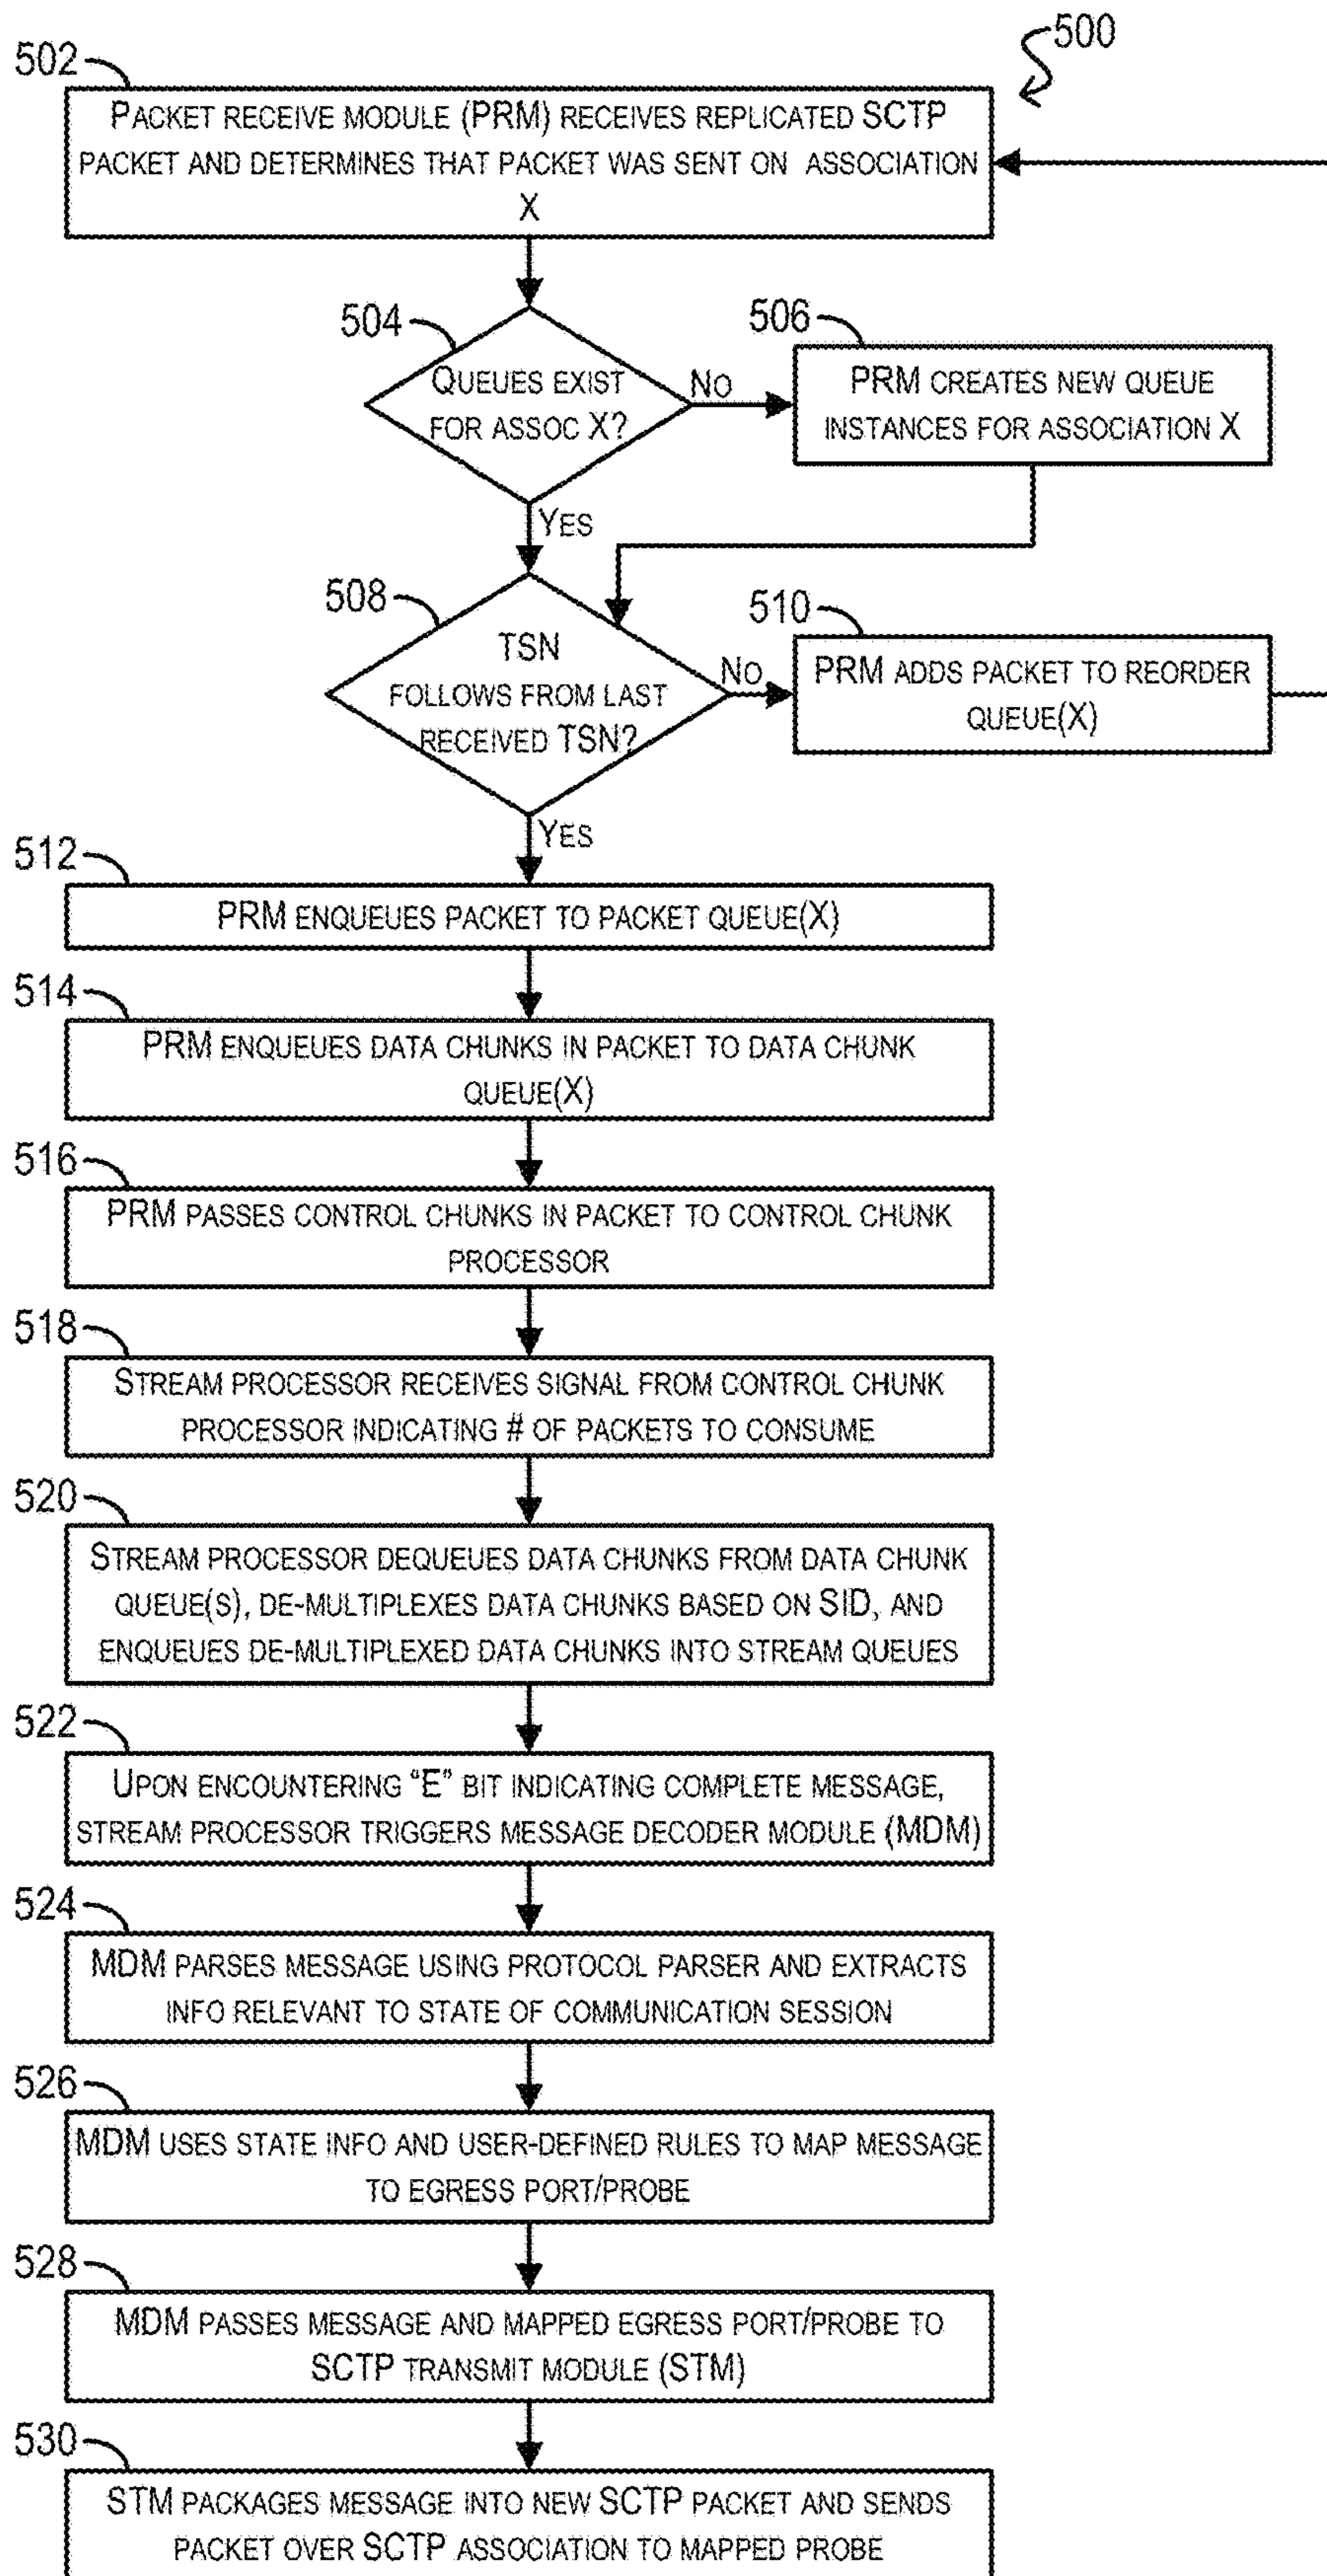 500
502
PACKET RECEIVE MODULE (PRM) RECEIVES REPLICATED SCTP
PACKET AND DETERMINES THAT PACKET WAS SENT ON ASSOCIATION
X
504
QUEUES EXIST
FOR ASSOC X?
NO
506
PRM CREATES NEW QUEUE
INSTANCES FOR ASSOCIATION X
YES
508
TSN
FOLLOWS FROM LAST
RECEIVED TSN?
NO
510
PRM ADDS PACKET TO REORDER
QUEUE(X)
YES
512
PRM ENQUEUES PACKET TO PACKET QUEUE(X)
514
PRM ENQUEUES DATA CHUNKS IN PACKET TO DATA CHUNK
QUEUE(X)
516
PRM PASSES CONTROL CHUNKS IN PACKET TO CONTROL CHUNK
PROCESSOR
518
STREAM PROCESSOR RECEIVES SIGNAL FROM CONTROL CHUNK
PROCESSOR INDICATING # OF PACKETS TO CONSUME
520
STREAM PROCESSOR DEQUEUES DATA CHUNKS FROM DATA CHUNK
QUEUE(S), DE-MULTIPLEXES DATA CHUNKS BASED ON SID, AND
ENQUEUES DE-MULTIPLEXED DATA CHUNKS INTO STREAM QUEUES
522
UPON ENCOUNTERING "E" BIT INDICATING COMPLETE MESSAGE,
STREAM PROCESSOR TRIGGERS MESSAGE DECODER MODULE (MDM)
524
MDM PARSES MESSAGE USING PROTOCOL PARSER AND EXTRACTS
INFO RELEVANT TO STATE OF COMMUNICATION SESSION
526
MDM USES STATE INFO AND USER-DEFINED RULES TO MAP MESSAGE
TO EGRESS PORT/PROBE
528
MDM PASSES MESSAGE AND MAPPED EGRESS PORT/PROBE TO
SCTP TRANSMIT MODULE (STM)
530
STM PACKAGES MESSAGE INTO NEW SCTP PACKET AND SENDS
PACKET OVER SCTP ASSOCIATION TO MAPPED PROBE